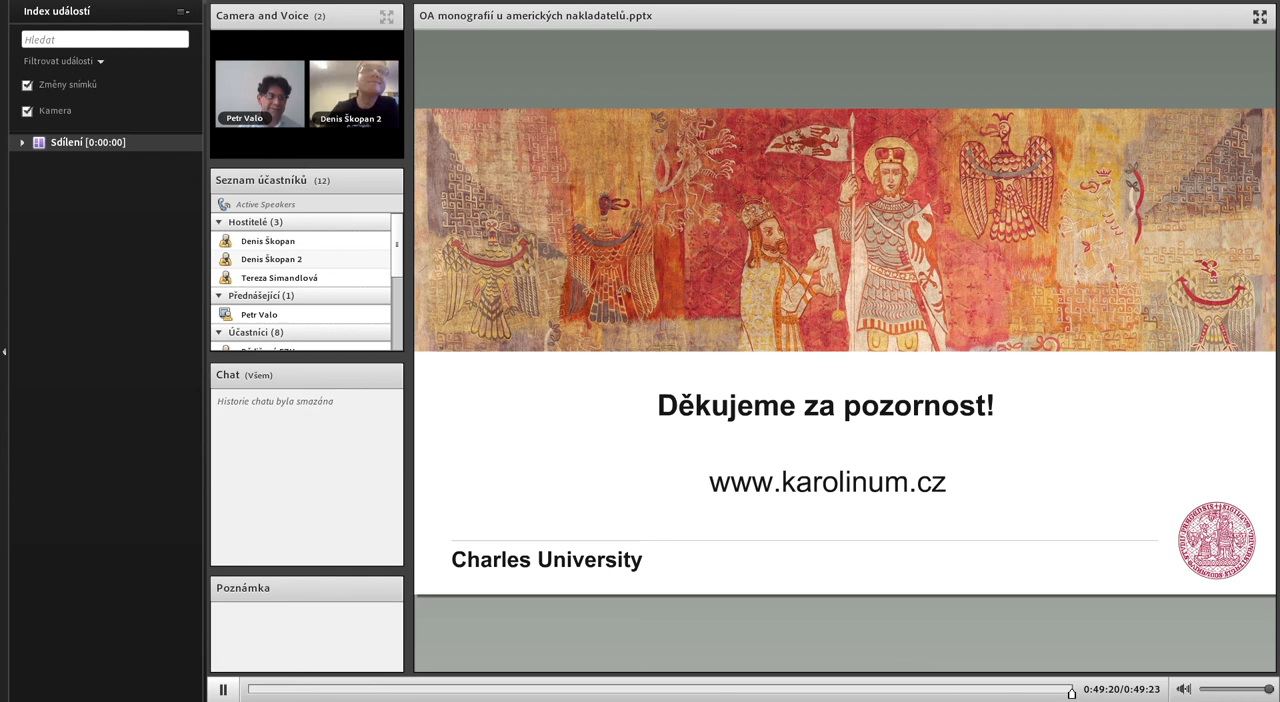 Index událostí
Hledat
Filtrovat události
Změny snímků
Kamera
Sdílení [0:00:00]
Camera and Voice (2)
Petr Valo
Denis Škopan 2
Seznam účastníků (12)
Active Speakers
Hostitelé (3)
Denis Škopan
Denis Škopan 2
Tereza Simandlová
Přednášející (1)
Petr Valo
Účastníci (8)
Chat (Všem)
Historie chatu byla smazána
Poznámka
OA monografií u amerických nakladatelů.pptx
Děkujeme za pozornost!
www.karolinum.cz
Charles University
0:49:20/0:49:23